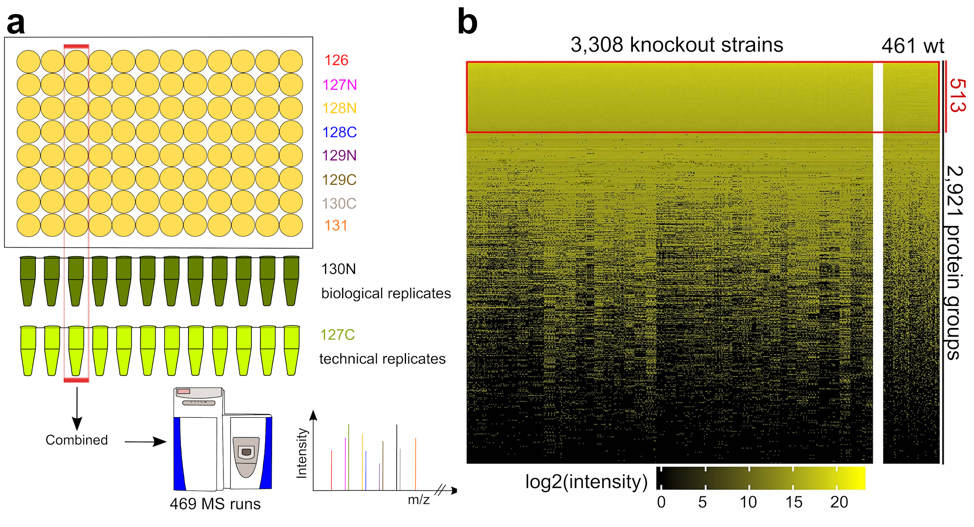 a
126
127N
128N
128C
129N
129C
130C
131
130N
biological replicates
127C
technical replicates
Combined
469 MS runs
Intensity
m/z
b
3,308 knockout strains
461 wt
513
2,921 protein groups
log2(intensity)
0
5
10
15
20